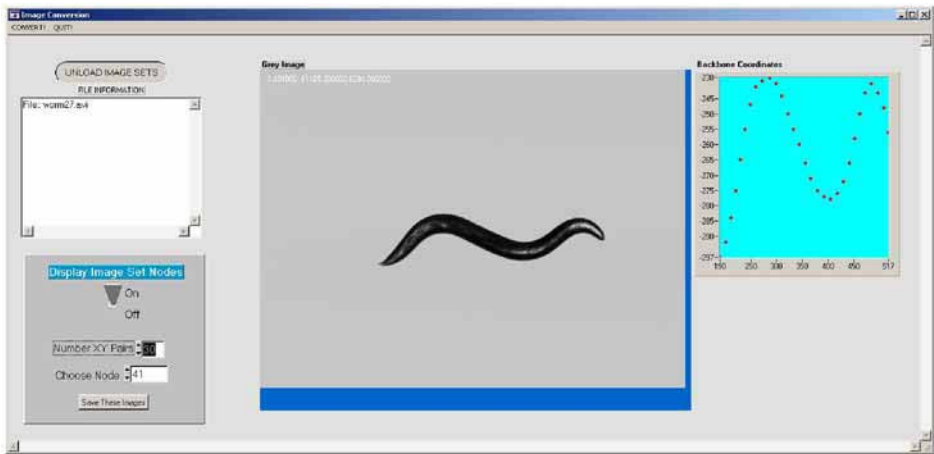 Image Conversion
CONVERT! QUIT!
UNLOAD IMAGE SETS
FILE INFORMATION
File: worm27.avi
Display Image Set Nodes
On
Off
Number XY Pairs 30
Choose Node 41
Save These Images
Grey Image
Backbone Coordinates
-230-
-245-
-250-
-255-
-260-
-265-
-270-
-275-
-280-
-285-
-290-
-297-
190 250 300 350 400 450 517